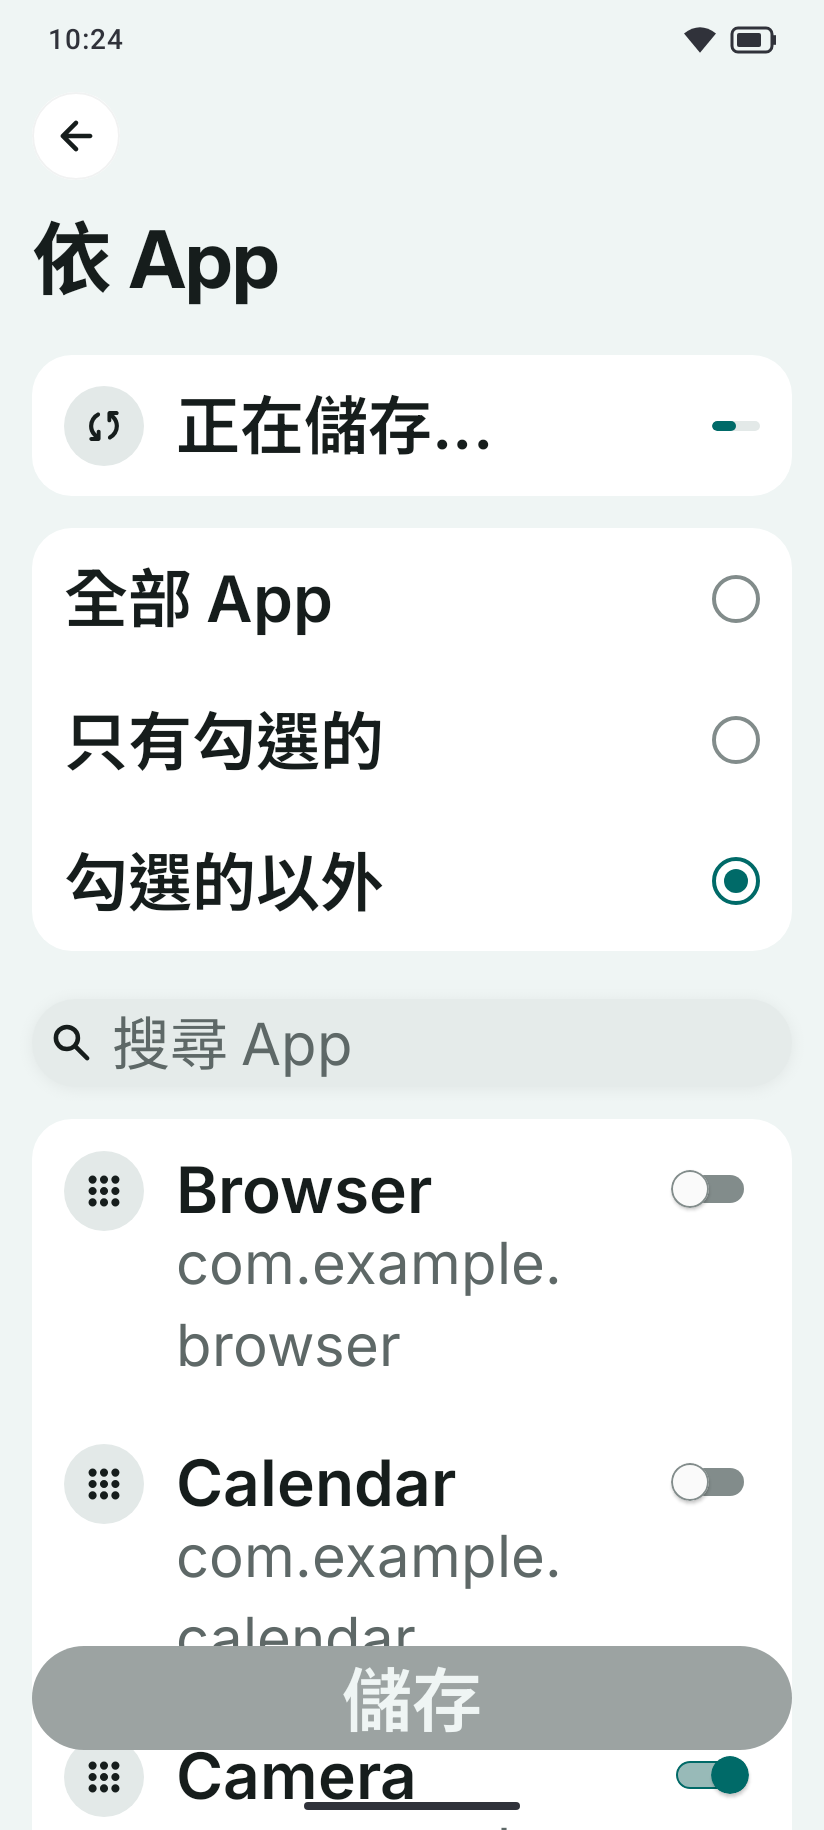 10:24
依 App
正在儲存...
全部 App
只有勾選的
勾選的以外
搜尋 App
Browser
com.example.
browser
Calendar
com.example.
calendar
儲存
Camera